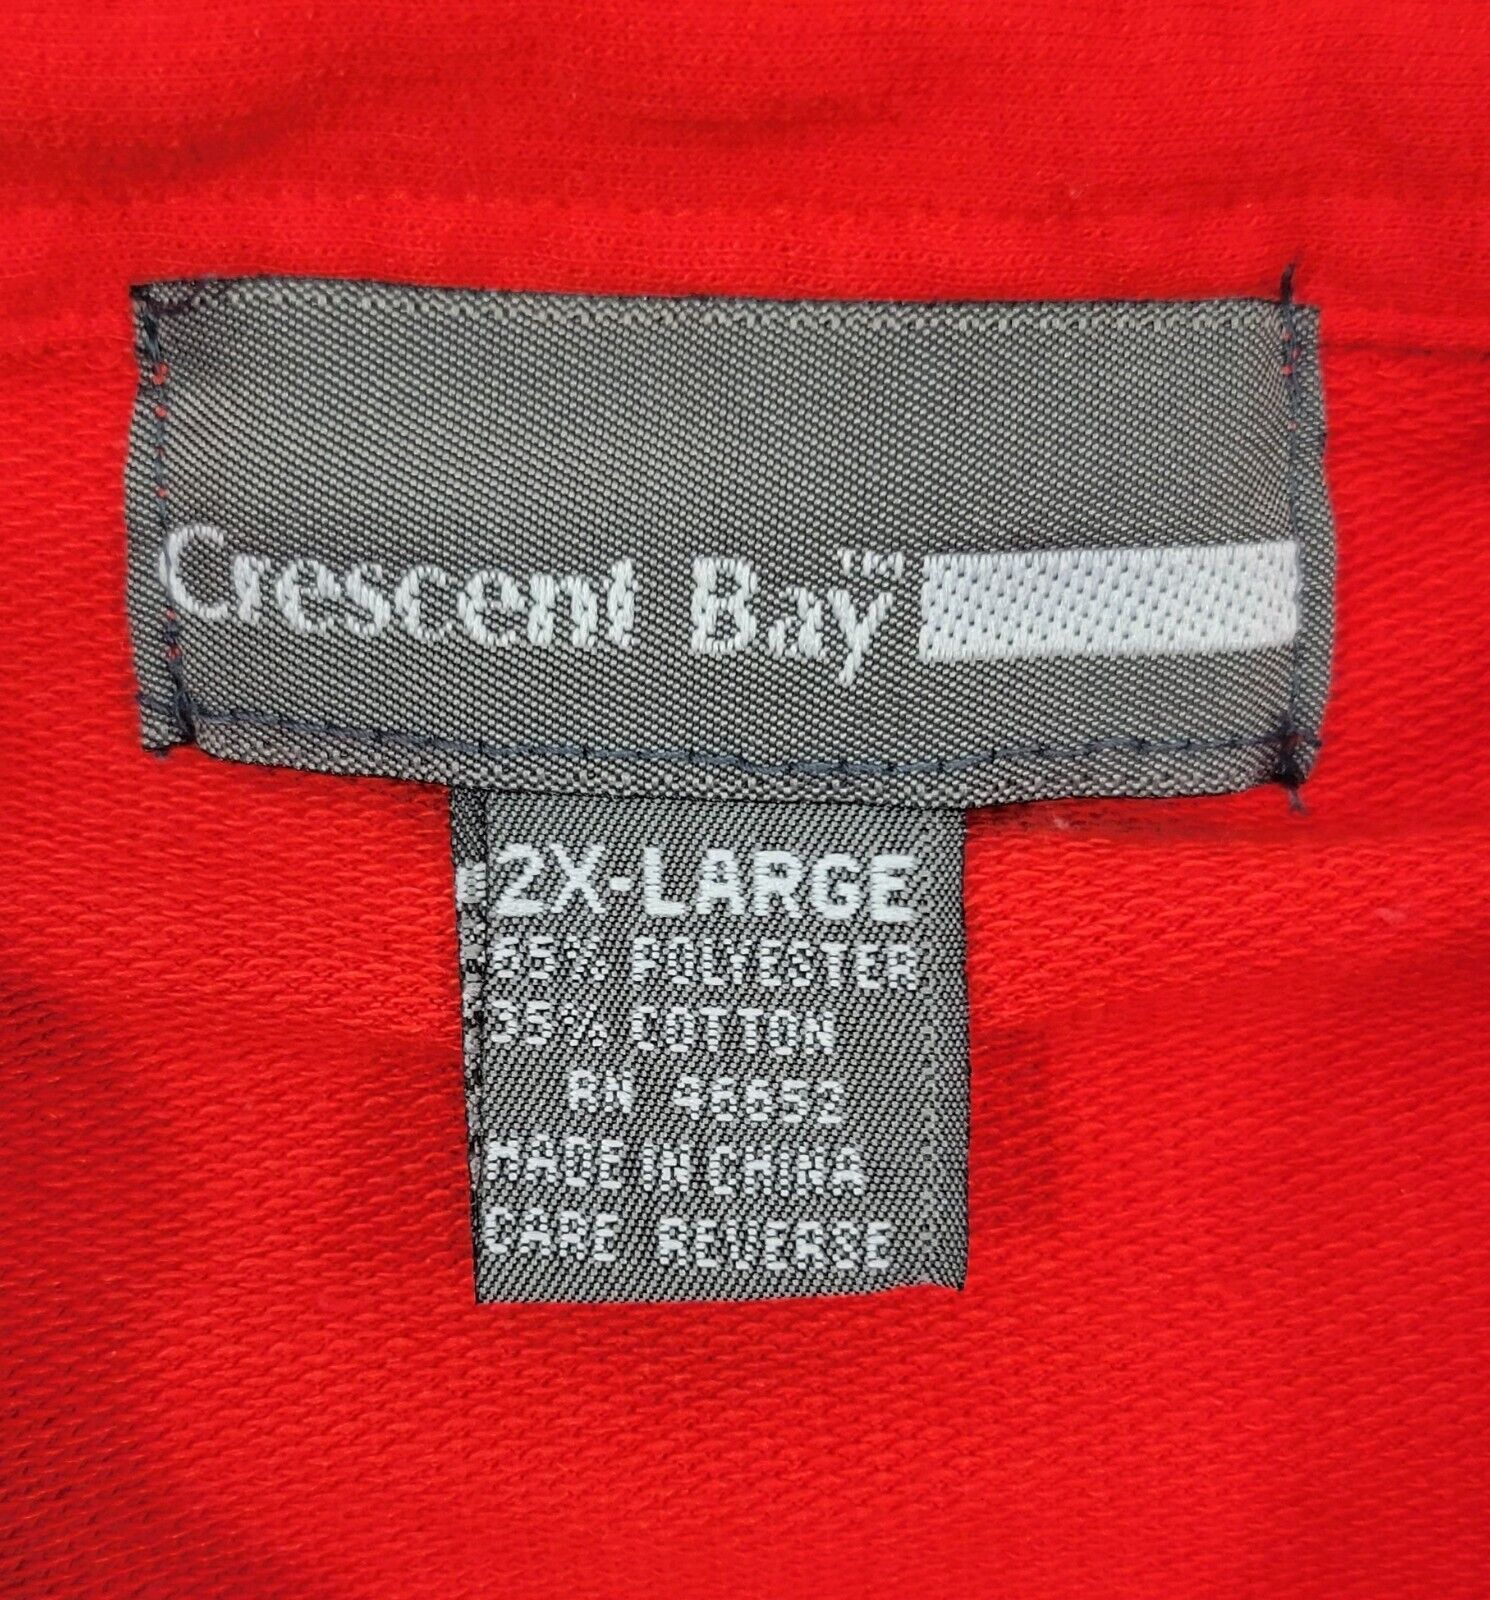 Crescent Bay™
2X-LARGE
65% POLYESTER
35% COTTON
RN 46652
MADE IN CHINA
CARE REVERSE